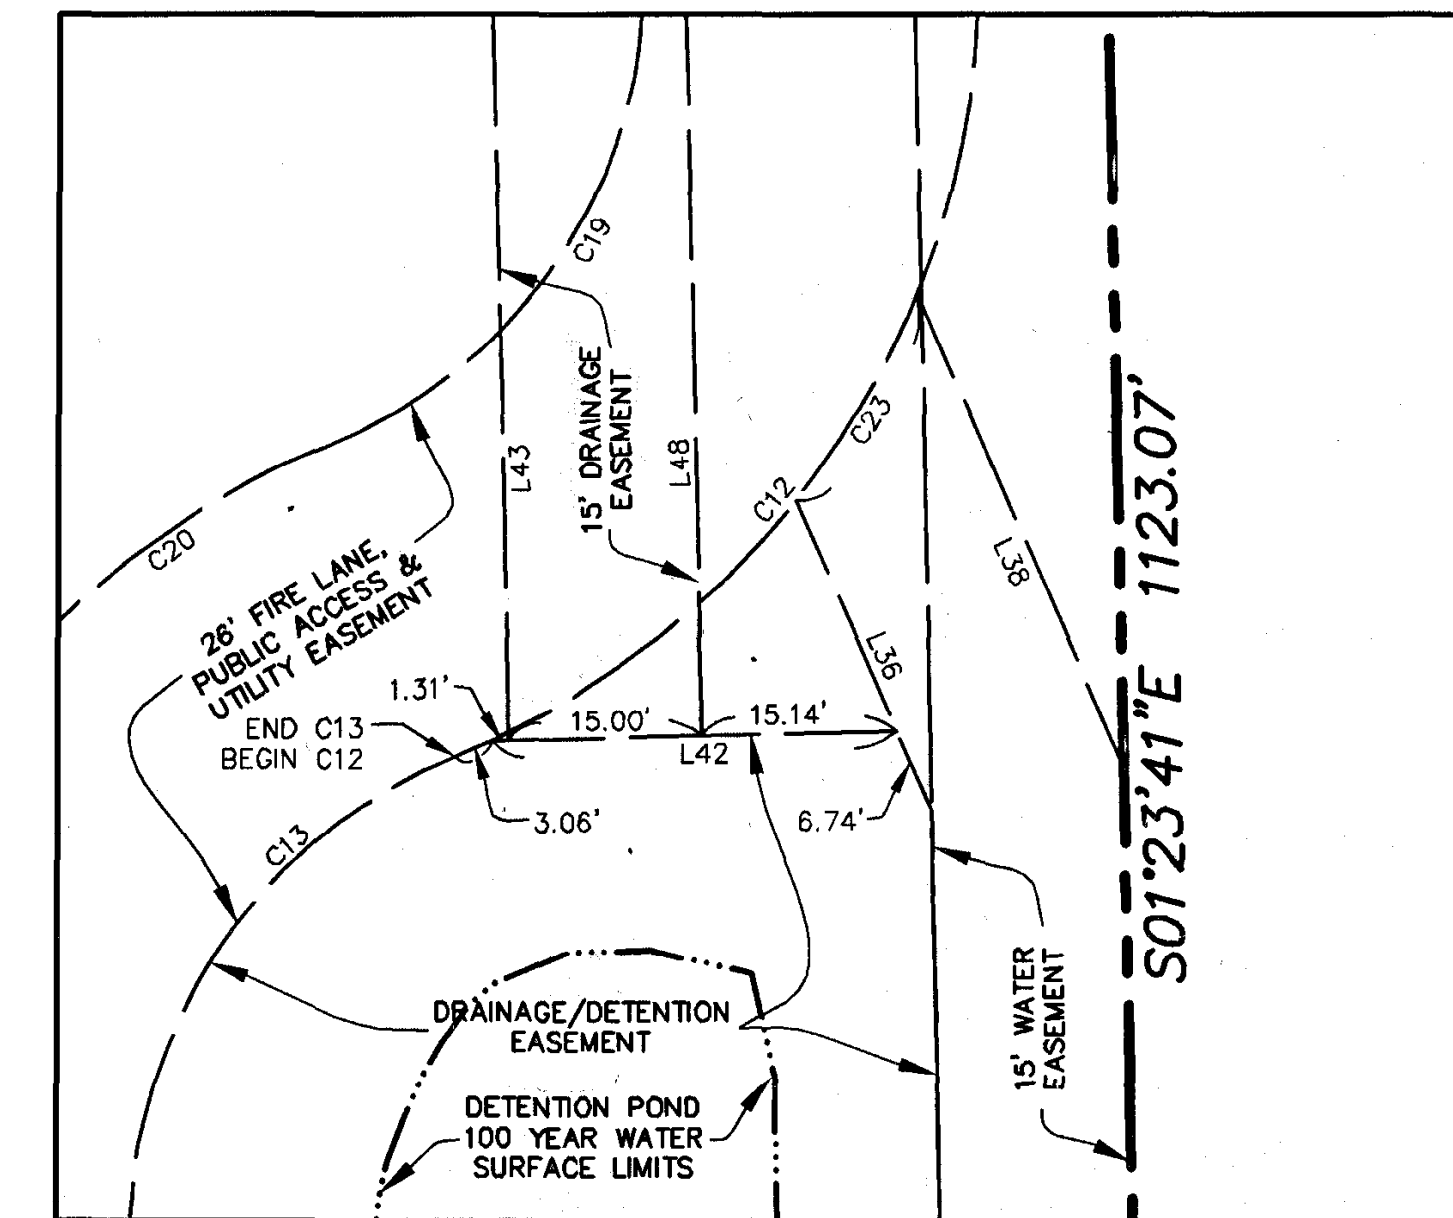 C19
15' DRAINAGE
EASEMENT
L43
L48
C23
C12
L38
S01°23'41"E 1123.07'
C20
26' FIRE LANE,
PUBLIC ACCESS &
UTILITY EASEMENT
L36
1.31'
END C13
BEGIN C12
15.00'
15.14'
L42
3.06'
6.74'
C13
DRAINAGE/DETENTION
EASEMENT
15' WATER
EASEMENT
DETENTION POND
100 YEAR WATER
SURFACE LIMITS